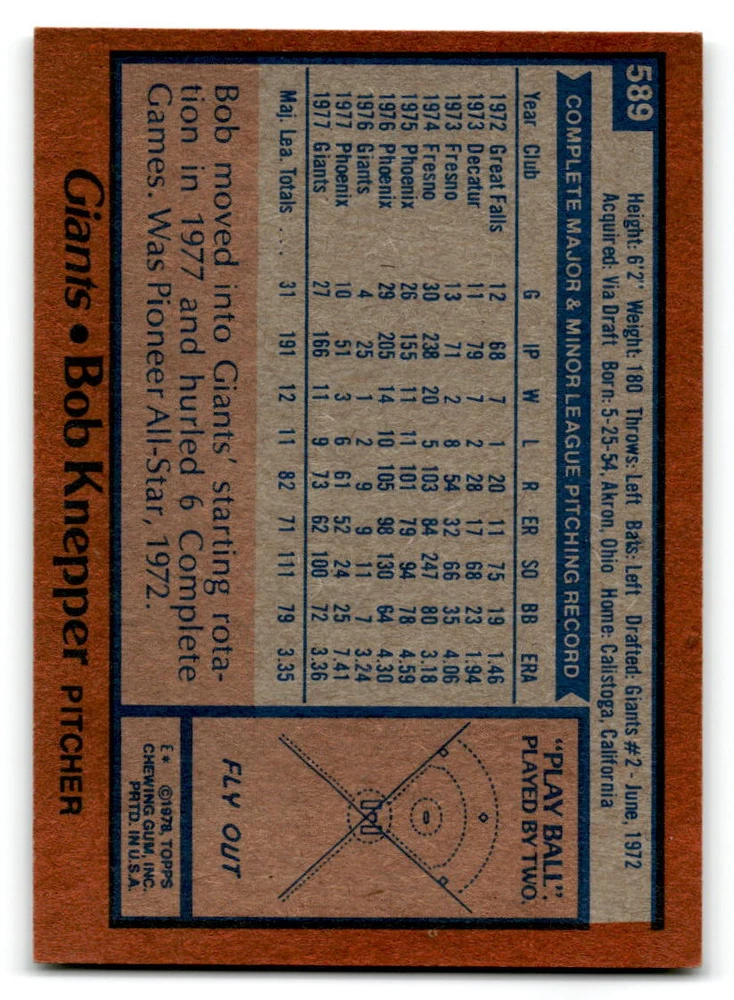 589
Height: 6'2" Weight: 180 Throws: Left Bats: Left Drafted: Giants #2 - June, 1972
Acquired: Via Draft Born: 5-25-54, Akron, Ohio Home: Calistoga, California
COMPLETE MAJOR & MINOR LEAGUE PITCHING RECORD
Year Club G IP W L R ER SO BB ERA
1972 Great Falls 12 68 7 1 20 11 75 19 1.46
1973 Decatur 11 79 7 2 28 17 68 23 1.94
1973 Fresno 13 71 2 8 54 32 66 35 4.06
1974 Fresno 30 238 20 5 103 84 247 80 3.18
1975 Phoenix 26 155 11 11 101 79 94 78 4.59
1976 Phoenix 29 205 14 10 105 98 130 64 4.30
1976 Giants 4 25 1 2 9 9 11 7 3.24
1977 Phoenix 10 51 3 6 61 52 24 25 7.41
1977 Giants 27 166 11 9 73 62 100 72 3.36
Maj. Lea. Totals .... 31 191 12 11 82 71 111 79 3.35
Bob moved into Giants' starting rota-
tion in 1977 and hurled 6 Complete
Games. Was Pioneer All-Star, 1972.
"PLAY BALL".
PLAYED BY TWO.
FLY OUT
E* ©1978, TOPPS
CHEWING GUM, INC.
PRTD. IN U.S.A.
Giants • Bob Knepper PITCHER